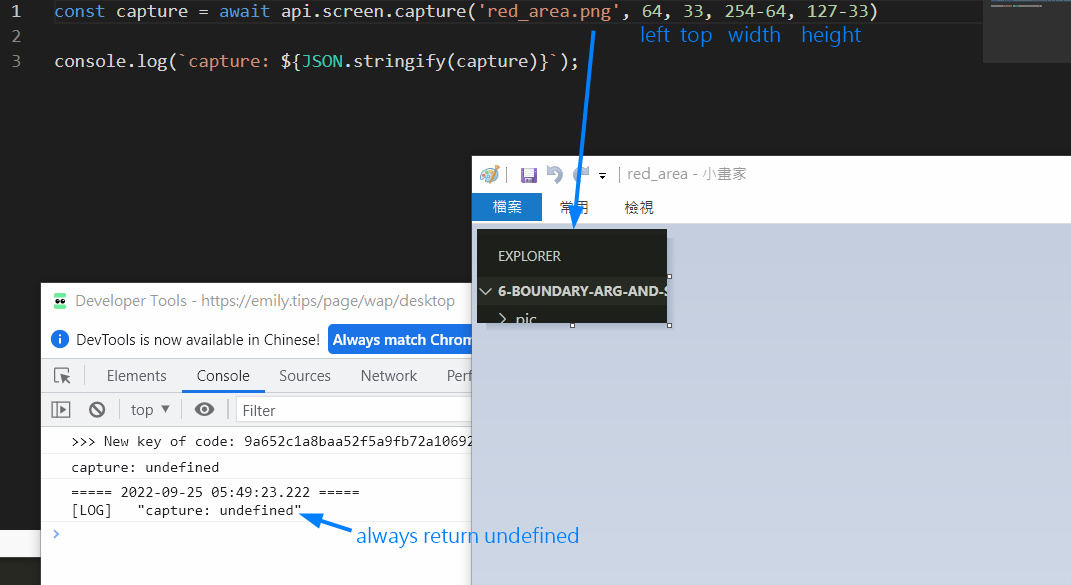 1 const capture = await api.screen.capture('red_area.png', 64, 33, 254-64, 127-33)
left top width height
2
3 console.log(`capture: ${JSON.stringify(capture)}`);
red_area - 小畫家
檔案 常用 檢視
EXPLORER
6-BOUNDARY-ARG-AND-S
pic
Developer Tools - https://emily.tips/page/wap/desktop
DevTools is now available in Chinese! Always match Chrom
Elements Console Sources Network Perf
top Filter
>>> New key of code: 9a652c1a8baa52f5a9fb72a10692
capture: undefined
===== 2022-09-25 05:49:23.222 =====
[LOG] "capture: undefined"
always return undefined